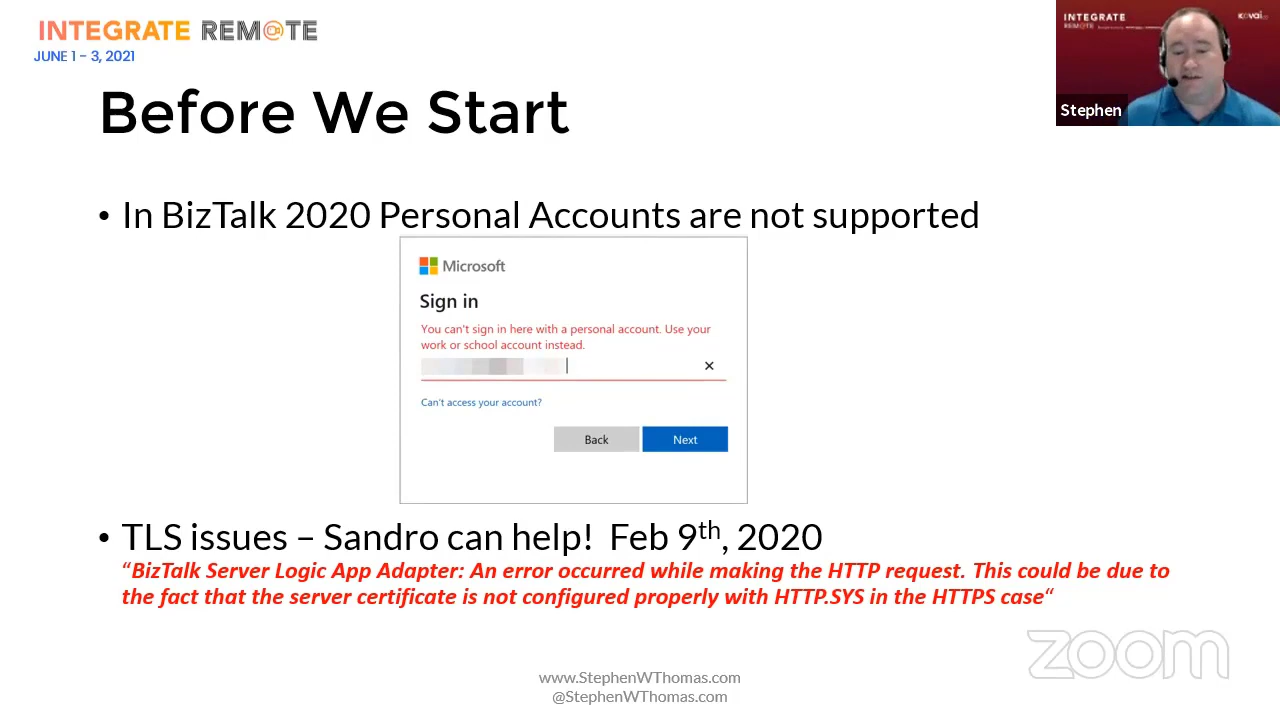 INTEGRATE REM@TE
JUNE 1 - 3, 2021
INTEGRATE
REMOTE
kovai.co
Stephen
Before We Start
• In BizTalk 2020 Personal Accounts are not supported
Microsoft
Sign in
You can't sign in here with a personal account. Use your
work or school account instead.
Can't access your account?
Back
Next
• TLS issues – Sandro can help! Feb 9th, 2020
"BizTalk Server Logic App Adapter: An error occurred while making the HTTP request. This could be due to
the fact that the server certificate is not configured properly with HTTP.SYS in the HTTPS case"
zoom
www.StephenWThomas.com
@StephenWThomas.com